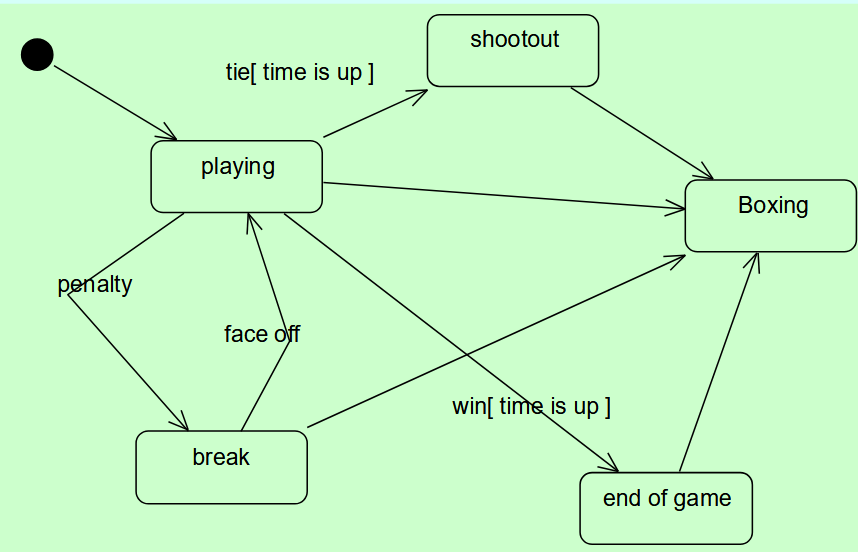 shootout
tie[ time is up ]
playing
Boxing
penalty
face off
win[ time is up ]
break
end of game